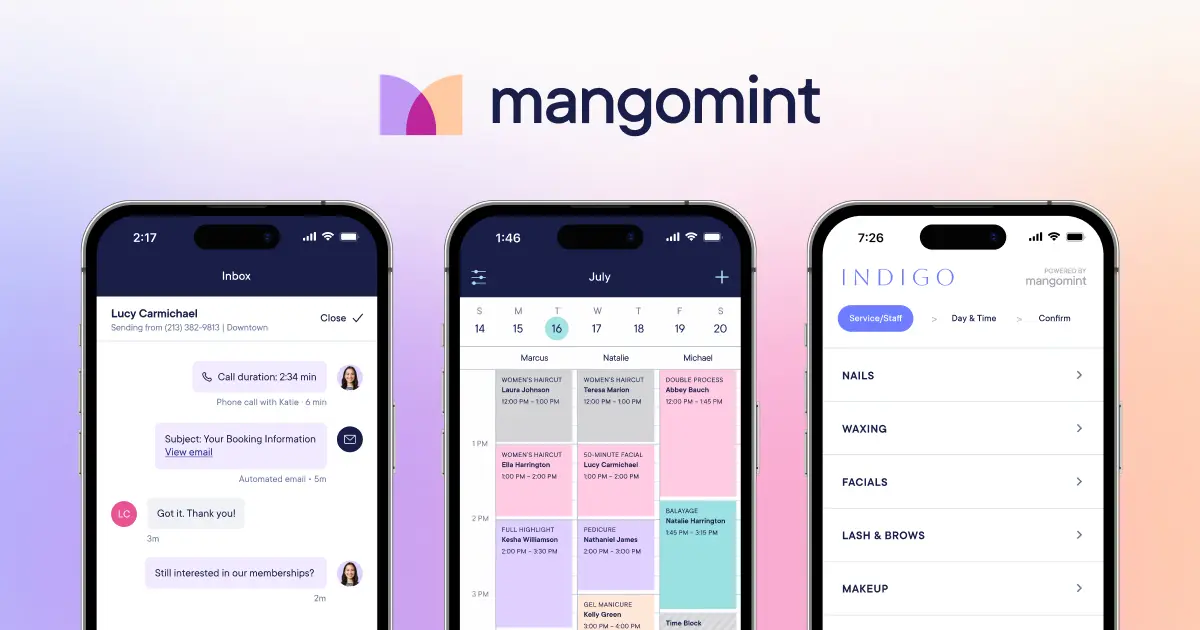 mangomint
2:17
Inbox
Lucy Carmichael
Sending from (213) 382-9813 | Downtown
Close
Call duration: 2:34 min
Phone call with Katie · 6 min
Subject: Your Booking Information
View email
Automated email • 5m
LC
Got it. Thank you!
3m
Still interested in our memberships?
2m
1:46
July
S M T W T F S
14 15 16 17 18 19 20
Marcus Natalie Michael
WOMEN'S HAIRCUT
Laura Johnson
12:00 PM – 1:00 PM
WOMEN'S HAIRCUT
Teresa Marion
12:00 PM – 1:00 PM
DOUBLE PROCESS
Abbey Bauch
12:00 PM – 1:45 PM
1 PM
WOMEN'S HAIRCUT
Ella Harrington
1:00 PM – 2:00 PM
50-MINUTE FACIAL
Lucy Carmichael
1:00 PM – 2:00 PM
BALAYAGE
Natalie Harrington
1:45 PM – 3:15 PM
2 PM
FULL HIGHLIGHT
Kesha Williamson
2:00 PM – 3:30 PM
PEDICURE
Nathaniel James
2:00 PM – 3:00 PM
3 PM
GEL MANICURE
Kelly Green
3:00 PM – 4:00 PM
Time Block
7:26
INDIGO
POWERED BY
mangomint
Service/Staff > Day & Time > Confirm
NAILS
WAXING
FACIALS
LASH & BROWS
MAKEUP